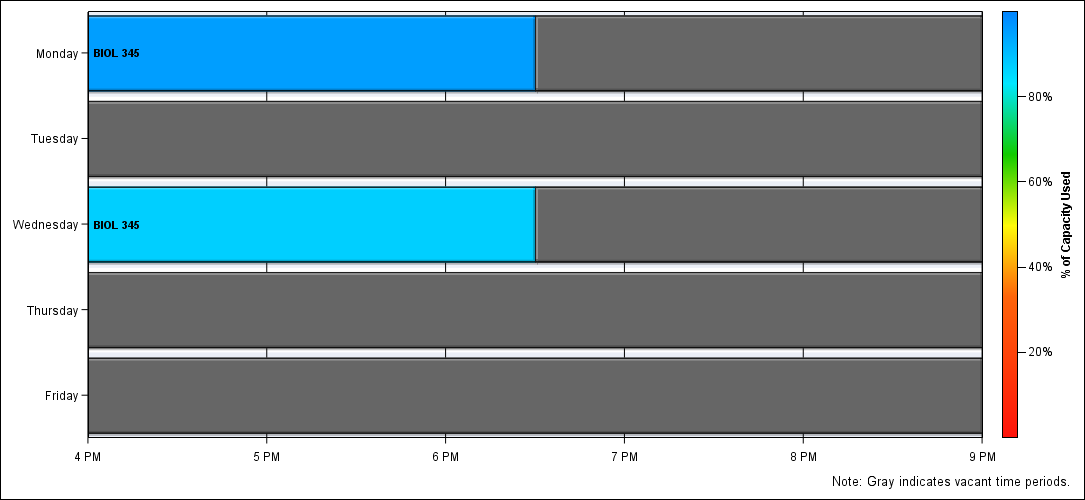 Monday
BIOL 345
Tuesday
Wednesday
BIOL 345
Thursday
Friday
4 PM 5 PM 6 PM 7 PM 8 PM 9 PM
80%
60%
40%
20%
% of Capacity Used
Note: Gray indicates vacant time periods.